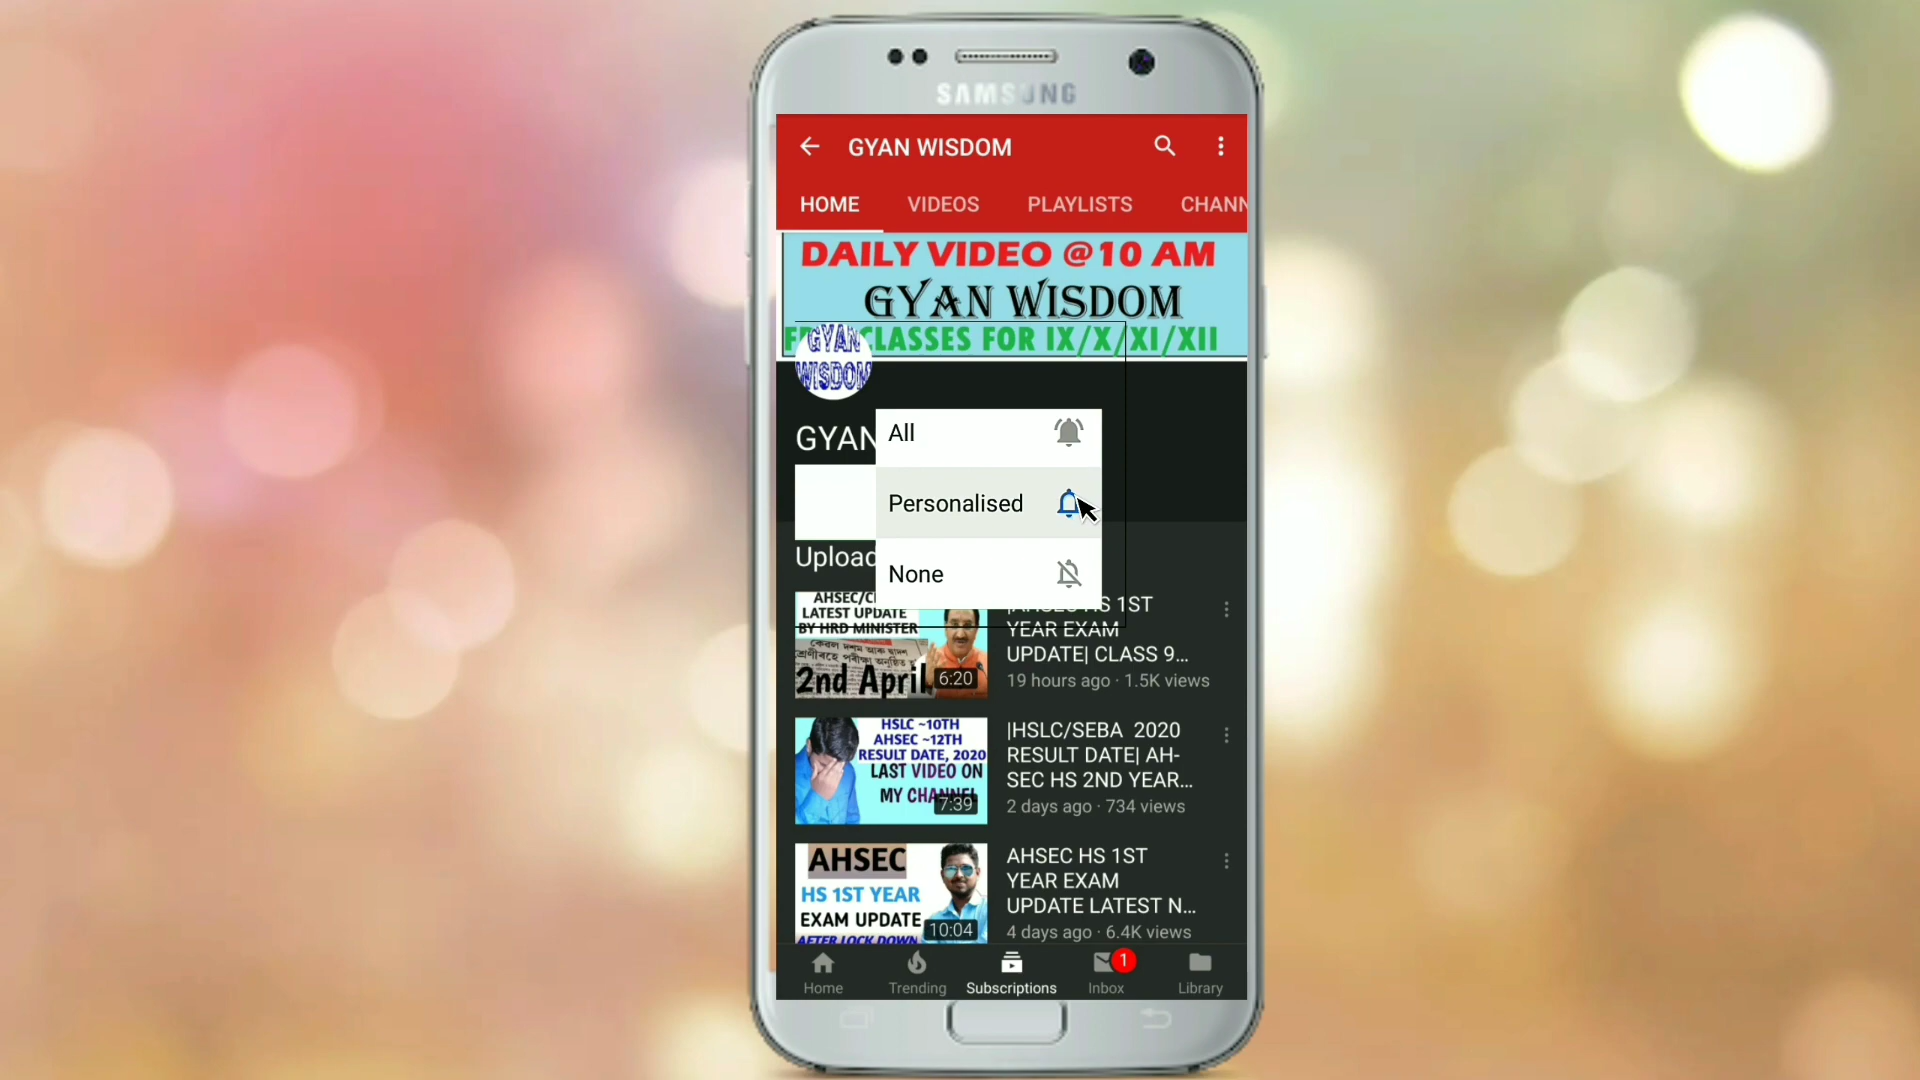 SAMSUNG
GYAN WISDOM
HOME VIDEOS PLAYLISTS CHANN
DAILY VIDEO @10 AM
GYAN WISDOM
CLASSES FOR IX/X/XI/XII
GYAN
WISDOM
GYAN
All
Personalised
None
Upload
LATEST UPDATE
BY HRD MINISTER
2nd April
6:20
1ST
YEAR EXAM
UPDATE| CLASS 9...
19 hours ago · 1.5K views
HSLC ~10TH
AHSEC ~12TH
RESULT DATE, 2020
LAST VIDEO ON
MY CHANNEL
7:39
|HSLC/SEBA 2020
RESULT DATE| AH-
SEC HS 2ND YEAR...
2 days ago · 734 views
AHSEC
HS 1ST YEAR
EXAM UPDATE
AFTER LOCK DOWN
10:04
AHSEC HS 1ST
YEAR EXAM
UPDATE LATEST N...
4 days ago · 6.4K views
1
Home Trending Subscriptions Inbox Library